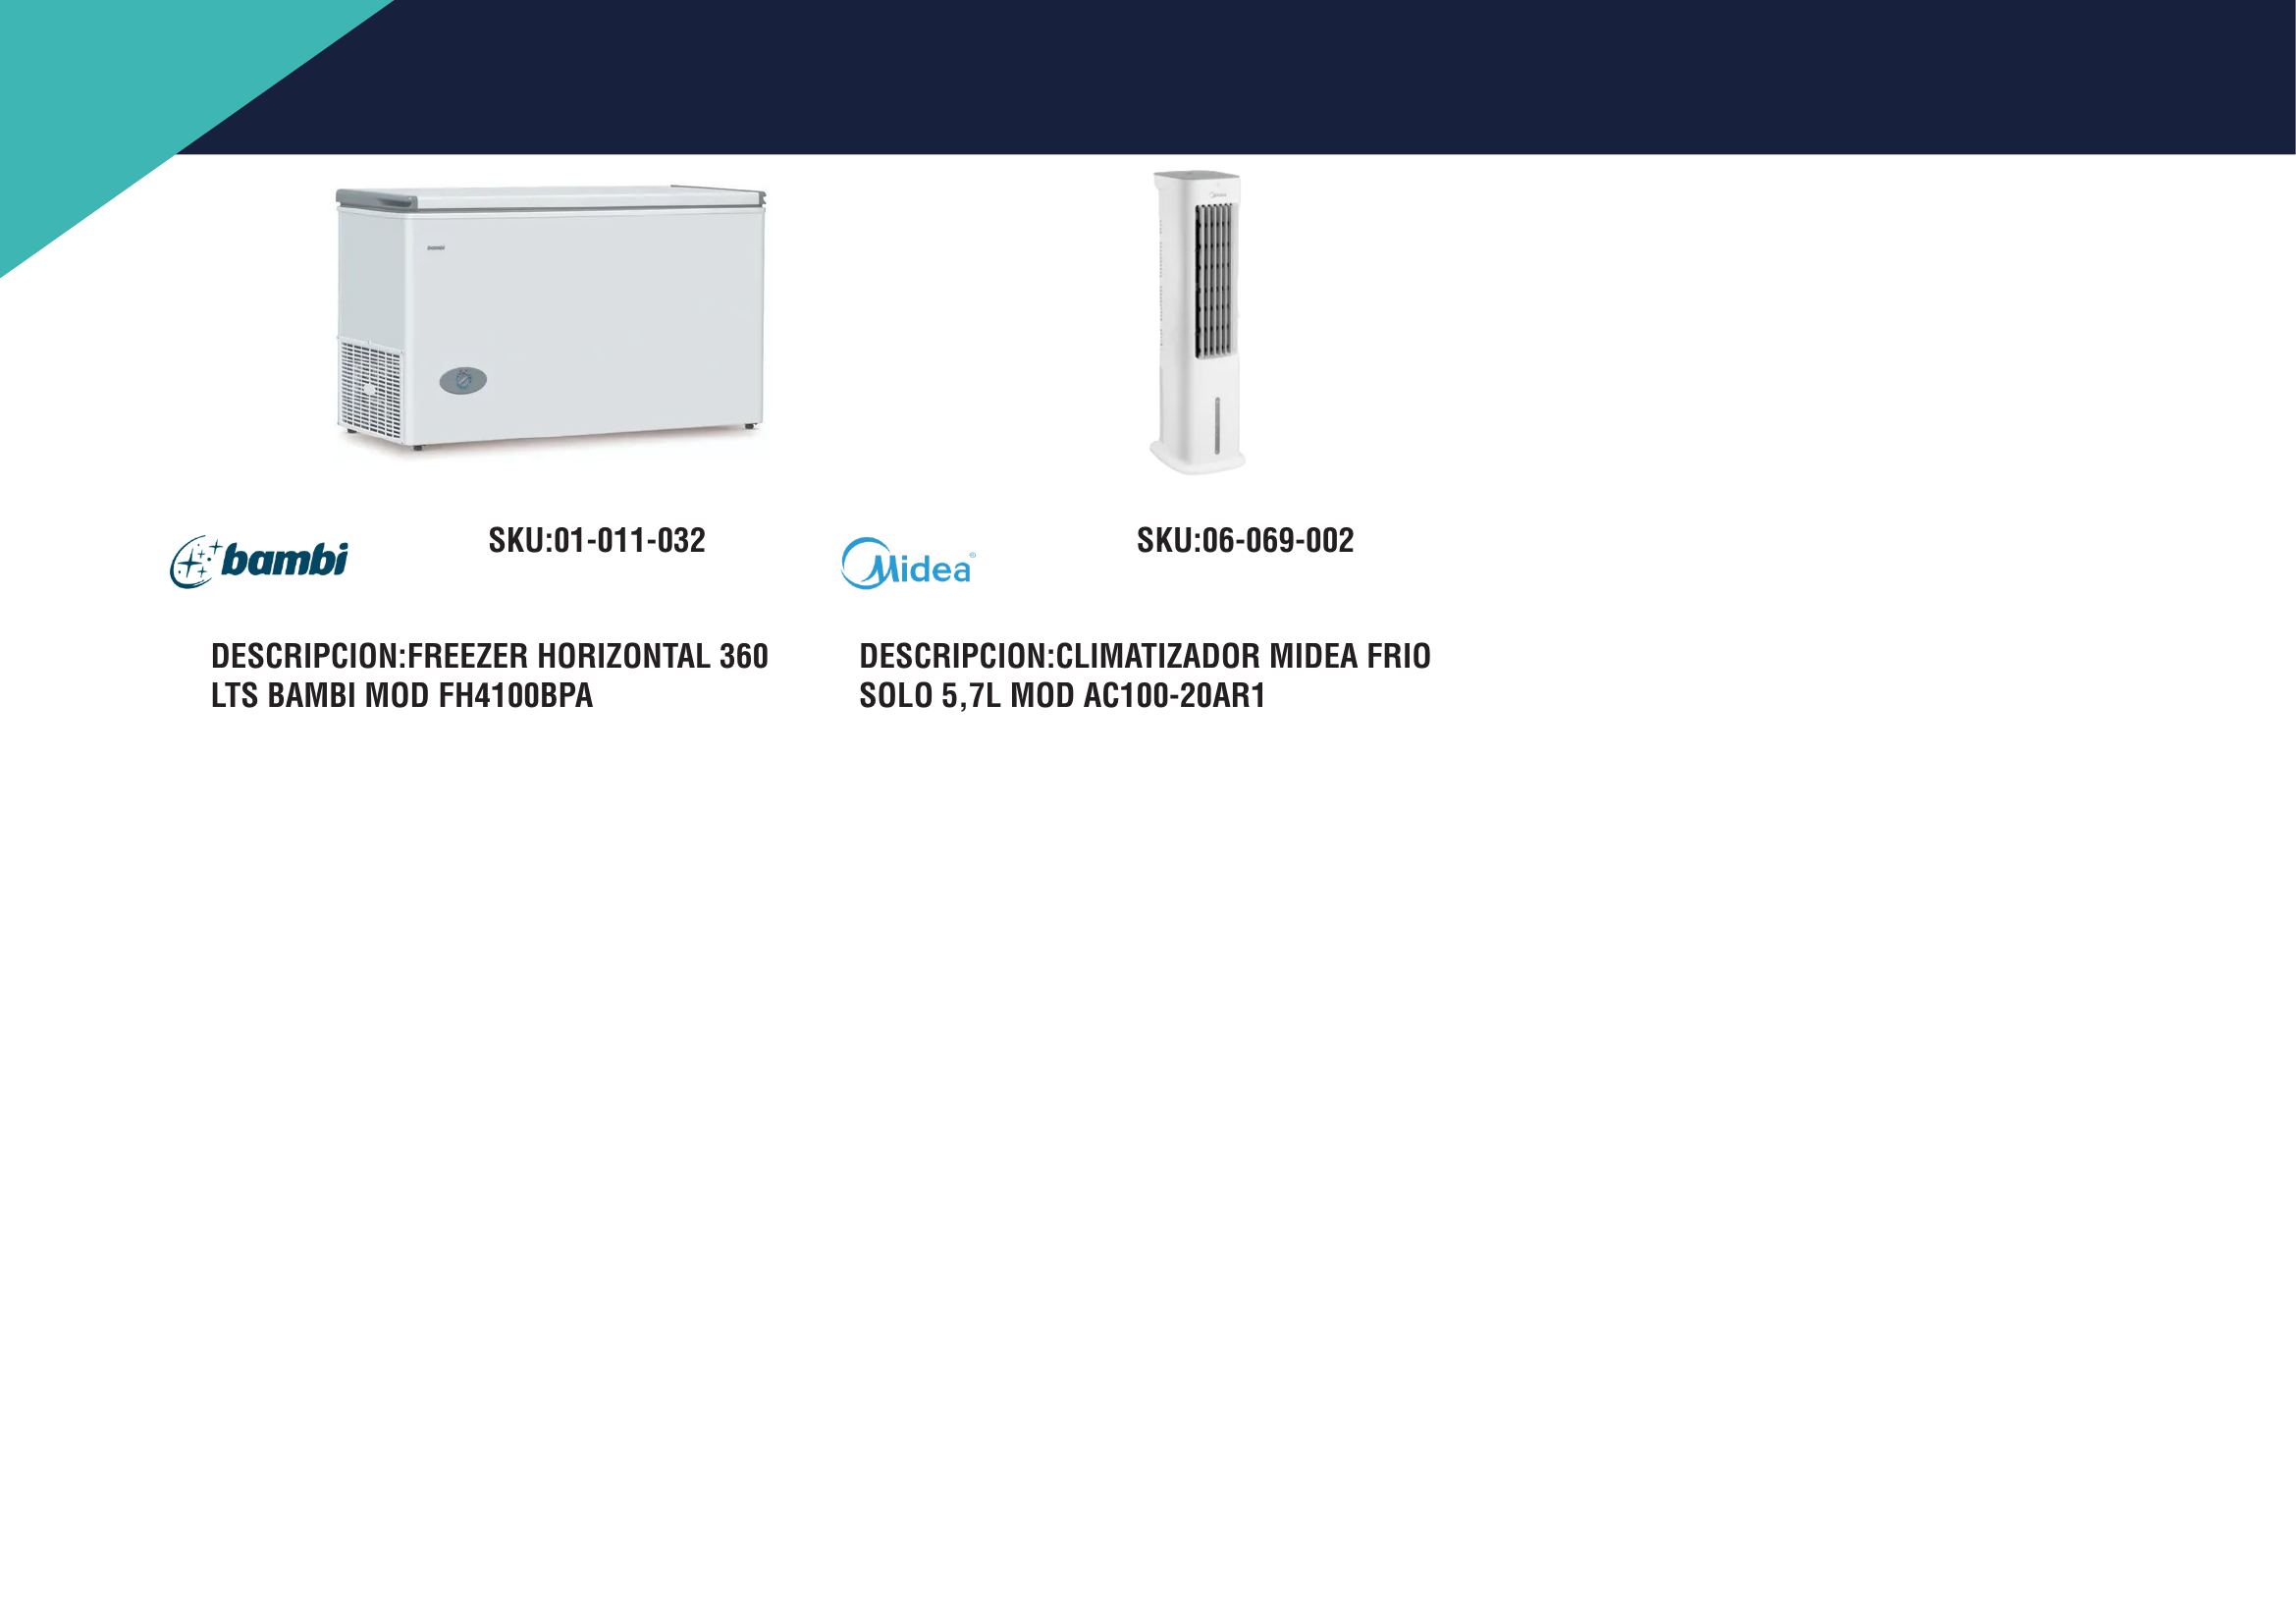 bambi
SKU:01-011-032
DESCRIPCION:FREEZER HORIZONTAL 360
LTS BAMBI MOD FH4100BPA
Midea
SKU:06-069-002
DESCRIPCION:CLIMATIZADOR MIDEA FRIO
SOLO 5,7L MOD AC100-20AR1